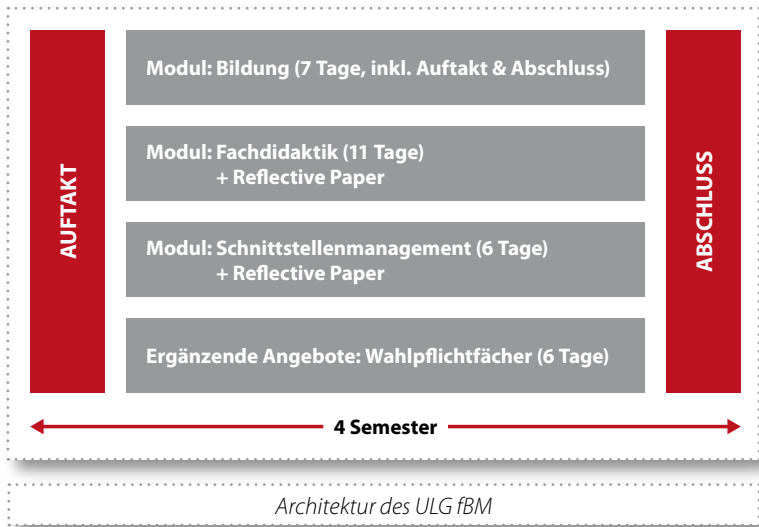 AUFTAKT
Modul: Bildung (7 Tage, inkl. Auftakt & Abschluss)
Modul: Fachdidaktik (11 Tage)
+ Reflective Paper
Modul: Schnittstellenmanagement (6 Tage)
+ Reflective Paper
Ergänzende Angebote: Wahlpflichtfächer (6 Tage)
ABSCHLUSS
4 Semester
Architektur des ULG fBM